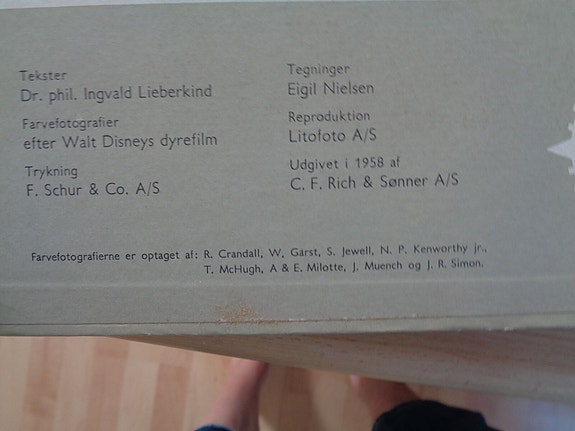 Tekster
Dr. phil. Ingvald Lieberkind
Farvefotografier
efter Walt Disneys dyrefilm
Trykning
F. Schur & Co. A/S
Tegninger
Eigil Nielsen
Reproduktion
Litofoto A/S
Udgivet i 1958 af
C. F. Rich & Sønner A/S
Farvefotografierne er optaget af: R. Crandall, W. Garst, S. Jewell, N. P. Kenworthy jr.,
T. McHugh, A & E. Milotte, J. Muench og J. R. Simon.